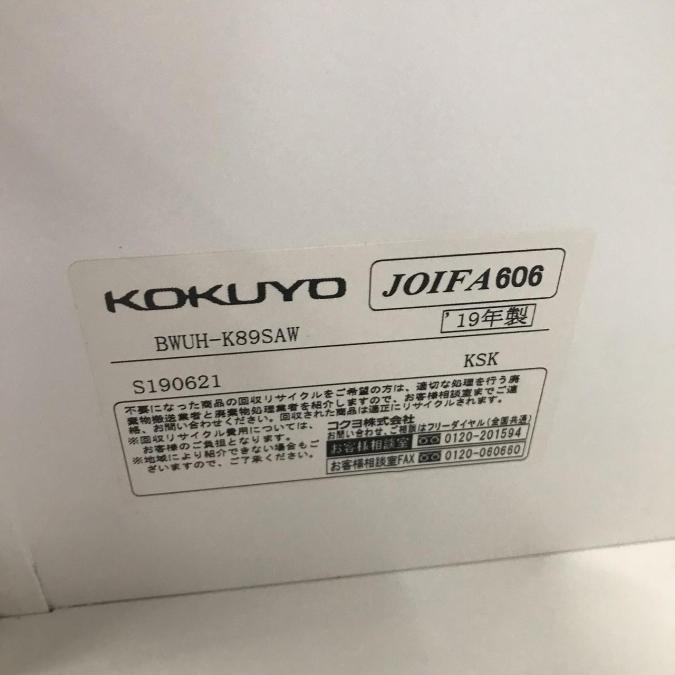 KOKUYO
JOIFA606
BWUH-K89SAW
'19年製
S190621
KSK
不要になった商品の回収リサイクルをご希望の方は、適切な処理を行う廃
棄物搬送業者と廃棄物処理業者を紹介しますので、お客様相談室までご連
絡、お問い合わせください。回収された商品は適正にリサイクルされます。
※回収リサイクル費用については、
お客様のご負担となります。
※地域により紹介できない場合もご
ざいますので、ご了承ください。
コクヨ株式会社
お問い合わせ、ご相談はフリーダイヤル(全国共通)
お客様相談室 0120-201594
お客様相談室FAX 0120-060660